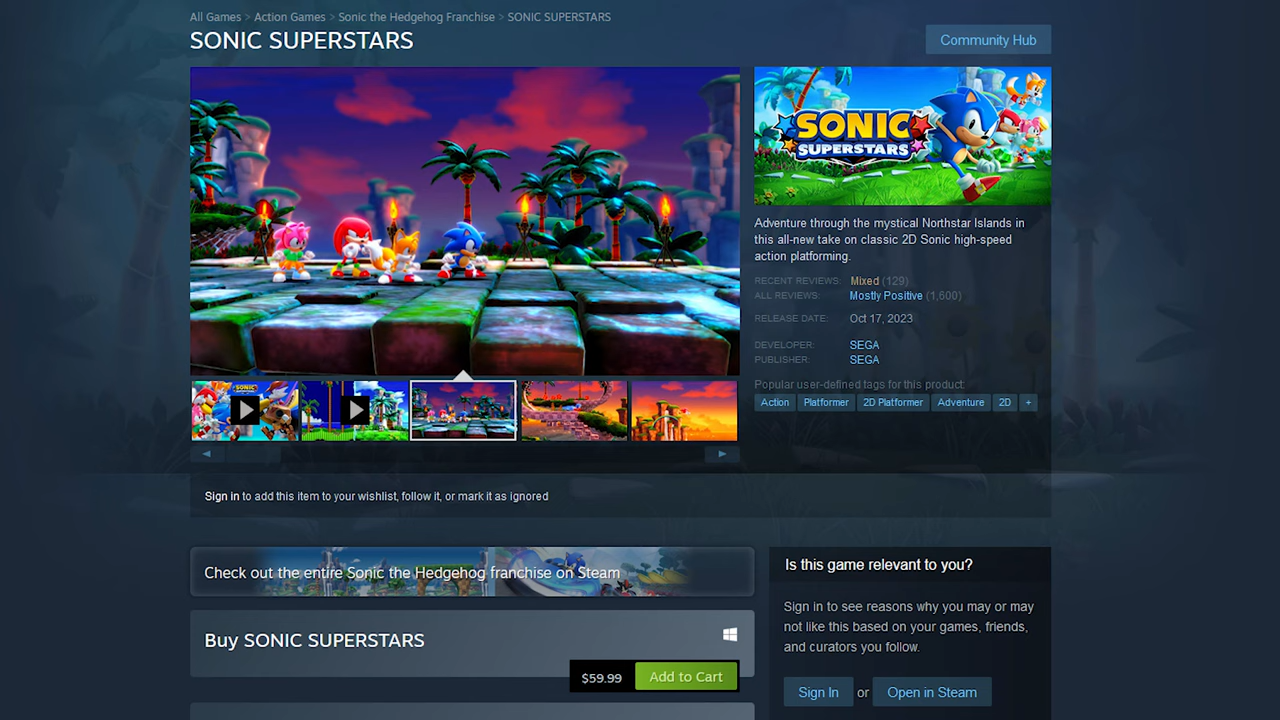 All Games > Action Games > Sonic the Hedgehog Franchise > SONIC SUPERSTARS
SONIC SUPERSTARS
Community Hub
SONIC
SUPERSTARS
Adventure through the mystical Northstar Islands in
this all-new take on classic 2D Sonic high-speed
action platforming.
RECENT REVIEWS: Mixed (129)
ALL REVIEWS: Mostly Positive (1,600)
RELEASE DATE: Oct 17, 2023
DEVELOPER: SEGA
PUBLISHER: SEGA
Popular user-defined tags for this product:
Action Platformer 2D Platformer Adventure 2D +
SONIC
Sign in to add this item to your wishlist, follow it, or mark it as ignored
Check out the entire Sonic the Hedgehog franchise on Steam
Buy SONIC SUPERSTARS
$59.99 Add to Cart
Is this game relevant to you?
Sign in to see reasons why you may or may
not like this based on your games, friends,
and curators you follow.
Sign In or Open in Steam